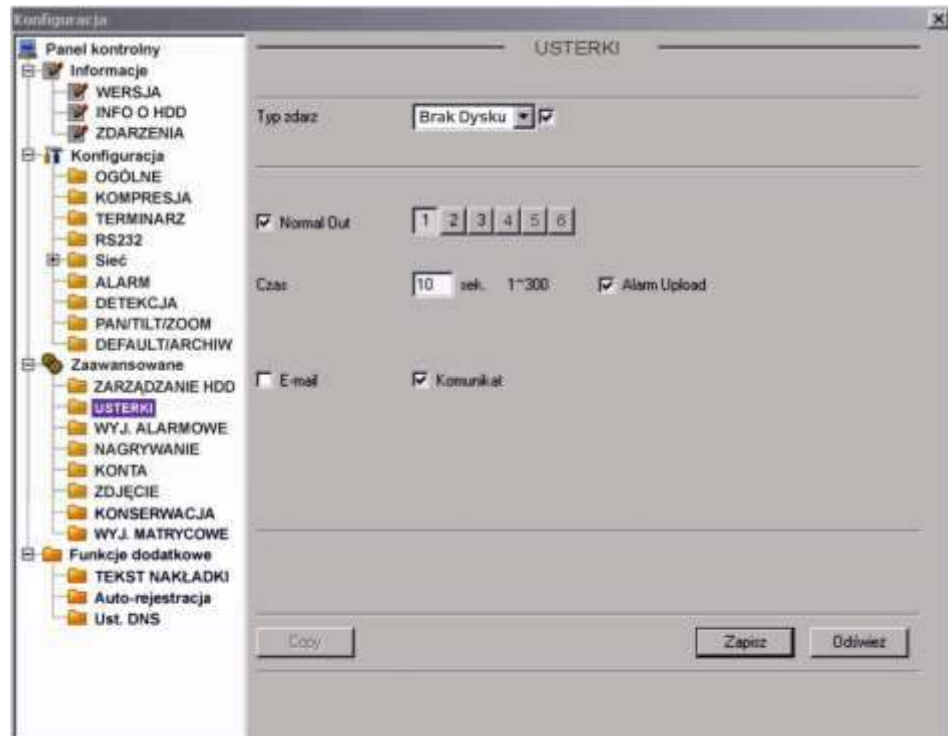 Konfiguracja
Panel kontrolny
Informacje
WERSJA
INFO O HDD
ZDARZENIA
Konfiguracja
OGÓLNE
KOMPRESJA
TERMINARZ
RS232
Sieć
ALARM
DETEKCJA
PAN/TILT/ZOOM
DEFAULT/ARCHIW
Zaawansowane
ZARZĄDZANIE HDD
USTERKI
WYJ. ALARMOWE
NAGRYWANIE
KONTA
ZDJĘCIE
KONSERWACJA
WYJ. MATRYCOWE
Funkcje dodatkowe
TEKST NAKŁADKI
Auto-rejestracja
Ust. DNS
USTERKI
Typ zdarz Brak Dysku
Normal Out 1 2 3 4 5 6
Czas 10 sek. 1~300 Alarm Upload
E-mail Komunikat
Copy Zapisz Odśwież